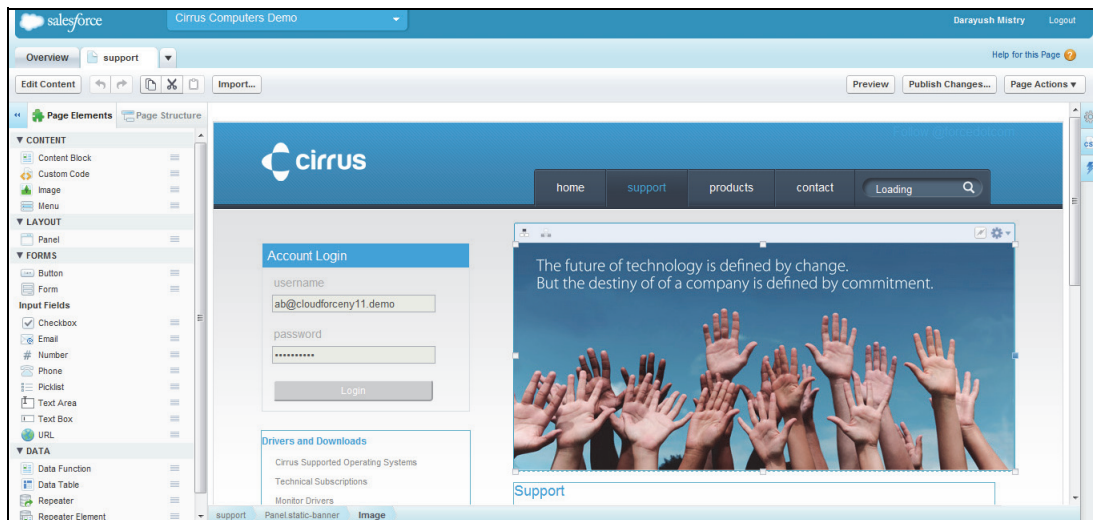 salesforce
Cirrus Computers Demo
Darayush Mistry
Logout
Overview
support
Help for this Page
Edit Content
Import...
Preview
Publish Changes...
Page Actions
Page Elements
Page Structure
CONTENT
Content Block
Custom Code
Image
Menu
LAYOUT
Panel
FORMS
Button
Form
Input Fields
Checkbox
Email
# Number
Phone
Picklist
Text Area
Text Box
URL
DATA
Data Function
Data Table
Repeater
Repeater Element
Follow @forcedotcom
cirrus
home
support
products
contact
Loading
Account Login
username
ab@cloudforceny11.demo
password
••••••••••
Login
The future of technology is defined by change.
But the destiny of of a company is defined by commitment.
Drivers and Downloads
Cirrus Supported Operating Systems
Technical Subscriptions
Monitor Drivers
Support
support
Panel.static-banner
Image